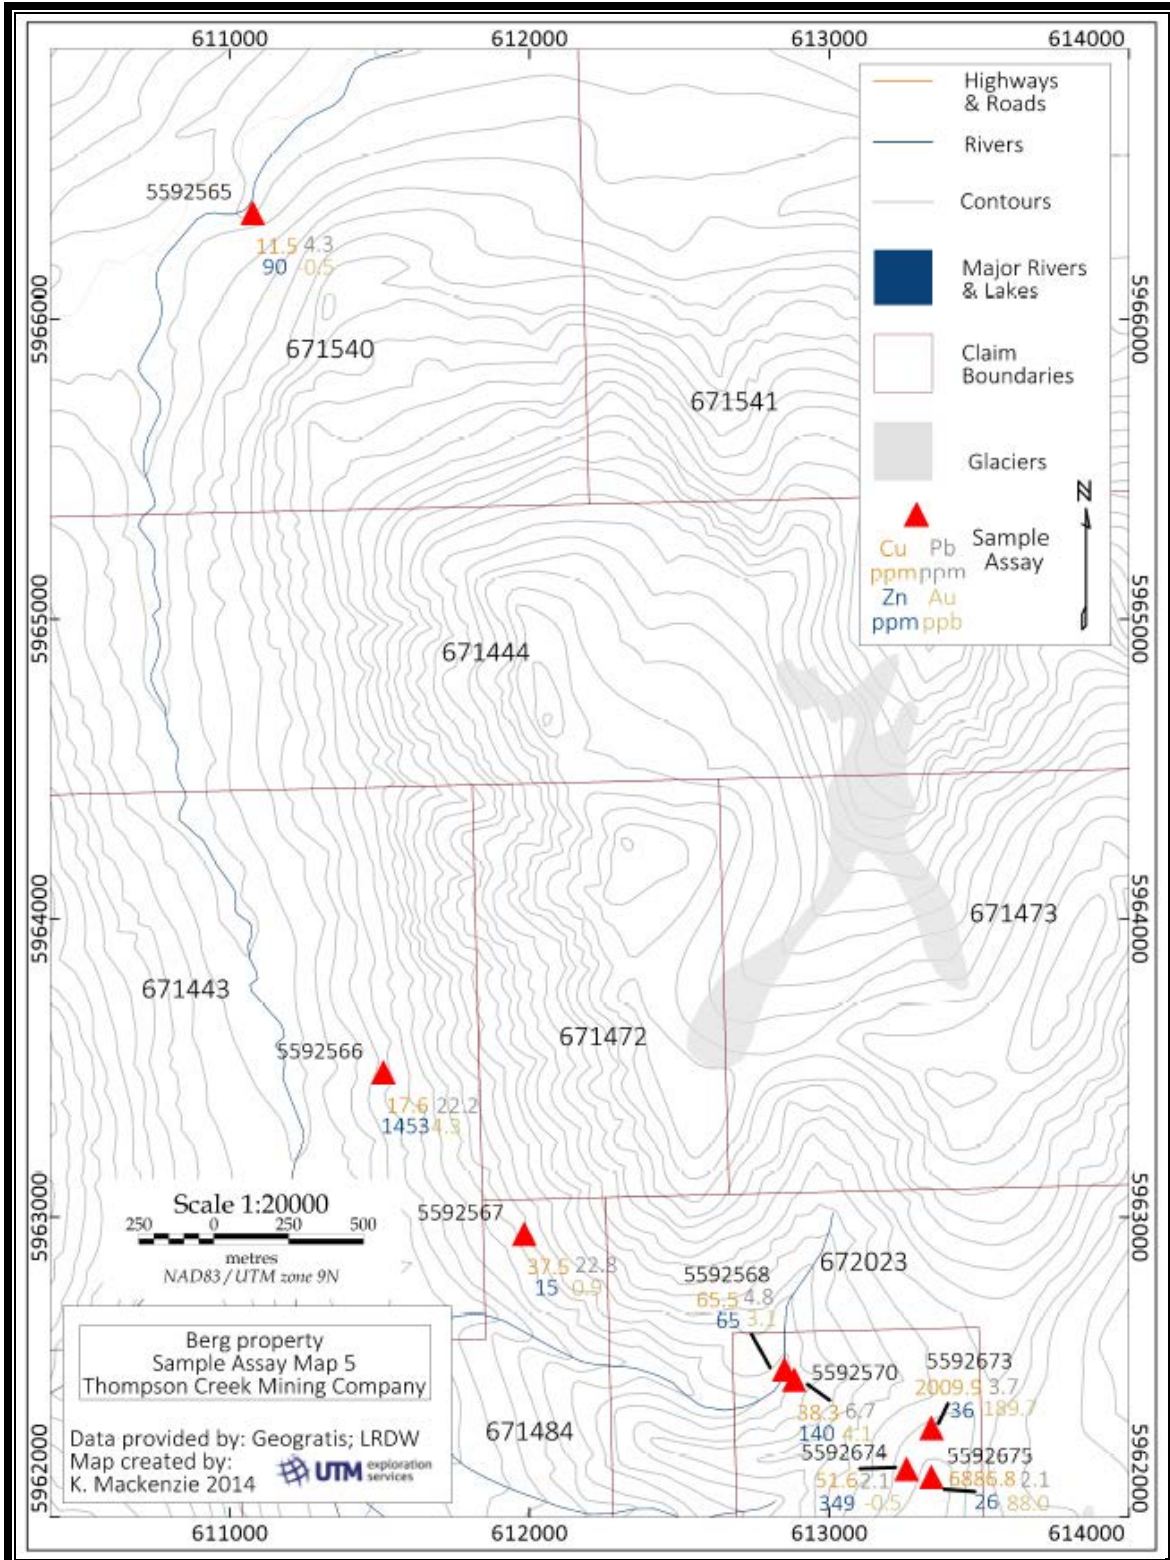 611000 612000 613000 614000
Highways
& Roads
Rivers
Contours
Major Rivers
& Lakes
Claim
Boundaries
Glaciers
N
Sample
Assay
Cu Pb
ppm ppm
Zn Au
ppm ppb
5592565
11.5 4.3
90 -0.5
5966000 5966000
671540
671541
5965000 5965000
671444
5964000 5964000
671473
671443
671472
5592566
17.6 22.2
1453 4.3
Scale 1:20000
250 0 250 500
metres
NAD83 / UTM zone 9N
5963000 5963000
5592567
37.5 22.8
15 0.9
672023
5592568
65.5 4.8
65 3.1
5592570
38.3 6.7
140 4.1
5592673
2009.9 3.7
36 189.7
5592674
51.6 2.1
349 -0.5
5592675
6886.8 2.1
26 88.0
671484
5962000 5962000
Berg property
Sample Assay Map 5
Thompson Creek Mining Company
Data provided by: Geogratis; LRDW
Map created by:
K. Mackenzie 2014
UTM exploration
services
611000 612000 613000 614000